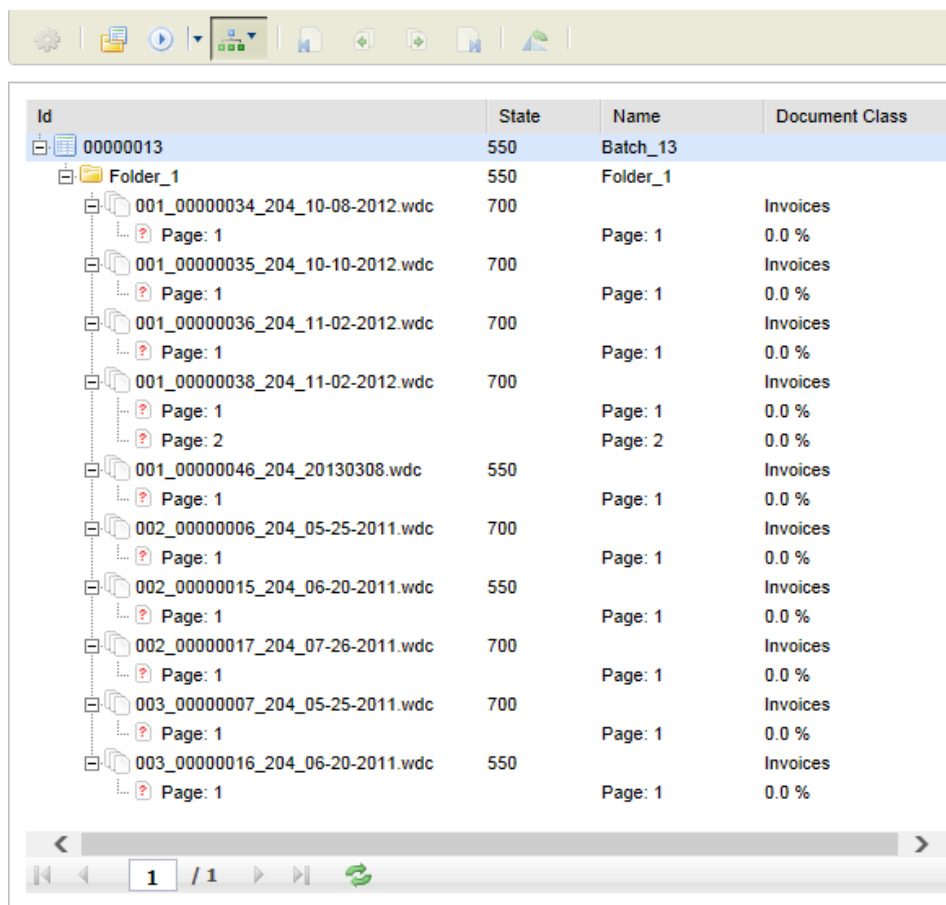 Id State Name Document Class
00000013 550 Batch_13
Folder_1 550 Folder_1
001_00000034_204_10-08-2012.wdc 700 Invoices
Page: 1 Page: 1 0.0 %
001_00000035_204_10-10-2012.wdc 700 Invoices
Page: 1 Page: 1 0.0 %
001_00000036_204_11-02-2012.wdc 700 Invoices
Page: 1 Page: 1 0.0 %
001_00000038_204_11-02-2012.wdc 700 Invoices
Page: 1 Page: 1 0.0 %
Page: 2 Page: 2 0.0 %
001_00000046_204_20130308.wdc 550 Invoices
Page: 1 Page: 1 0.0 %
002_00000006_204_05-25-2011.wdc 700 Invoices
Page: 1 Page: 1 0.0 %
002_00000015_204_06-20-2011.wdc 550 Invoices
Page: 1 Page: 1 0.0 %
002_00000017_204_07-26-2011.wdc 700 Invoices
Page: 1 Page: 1 0.0 %
003_00000007_204_05-25-2011.wdc 700 Invoices
Page: 1 Page: 1 0.0 %
003_00000016_204_06-20-2011.wdc 550 Invoices
Page: 1 Page: 1 0.0 %
1 / 1